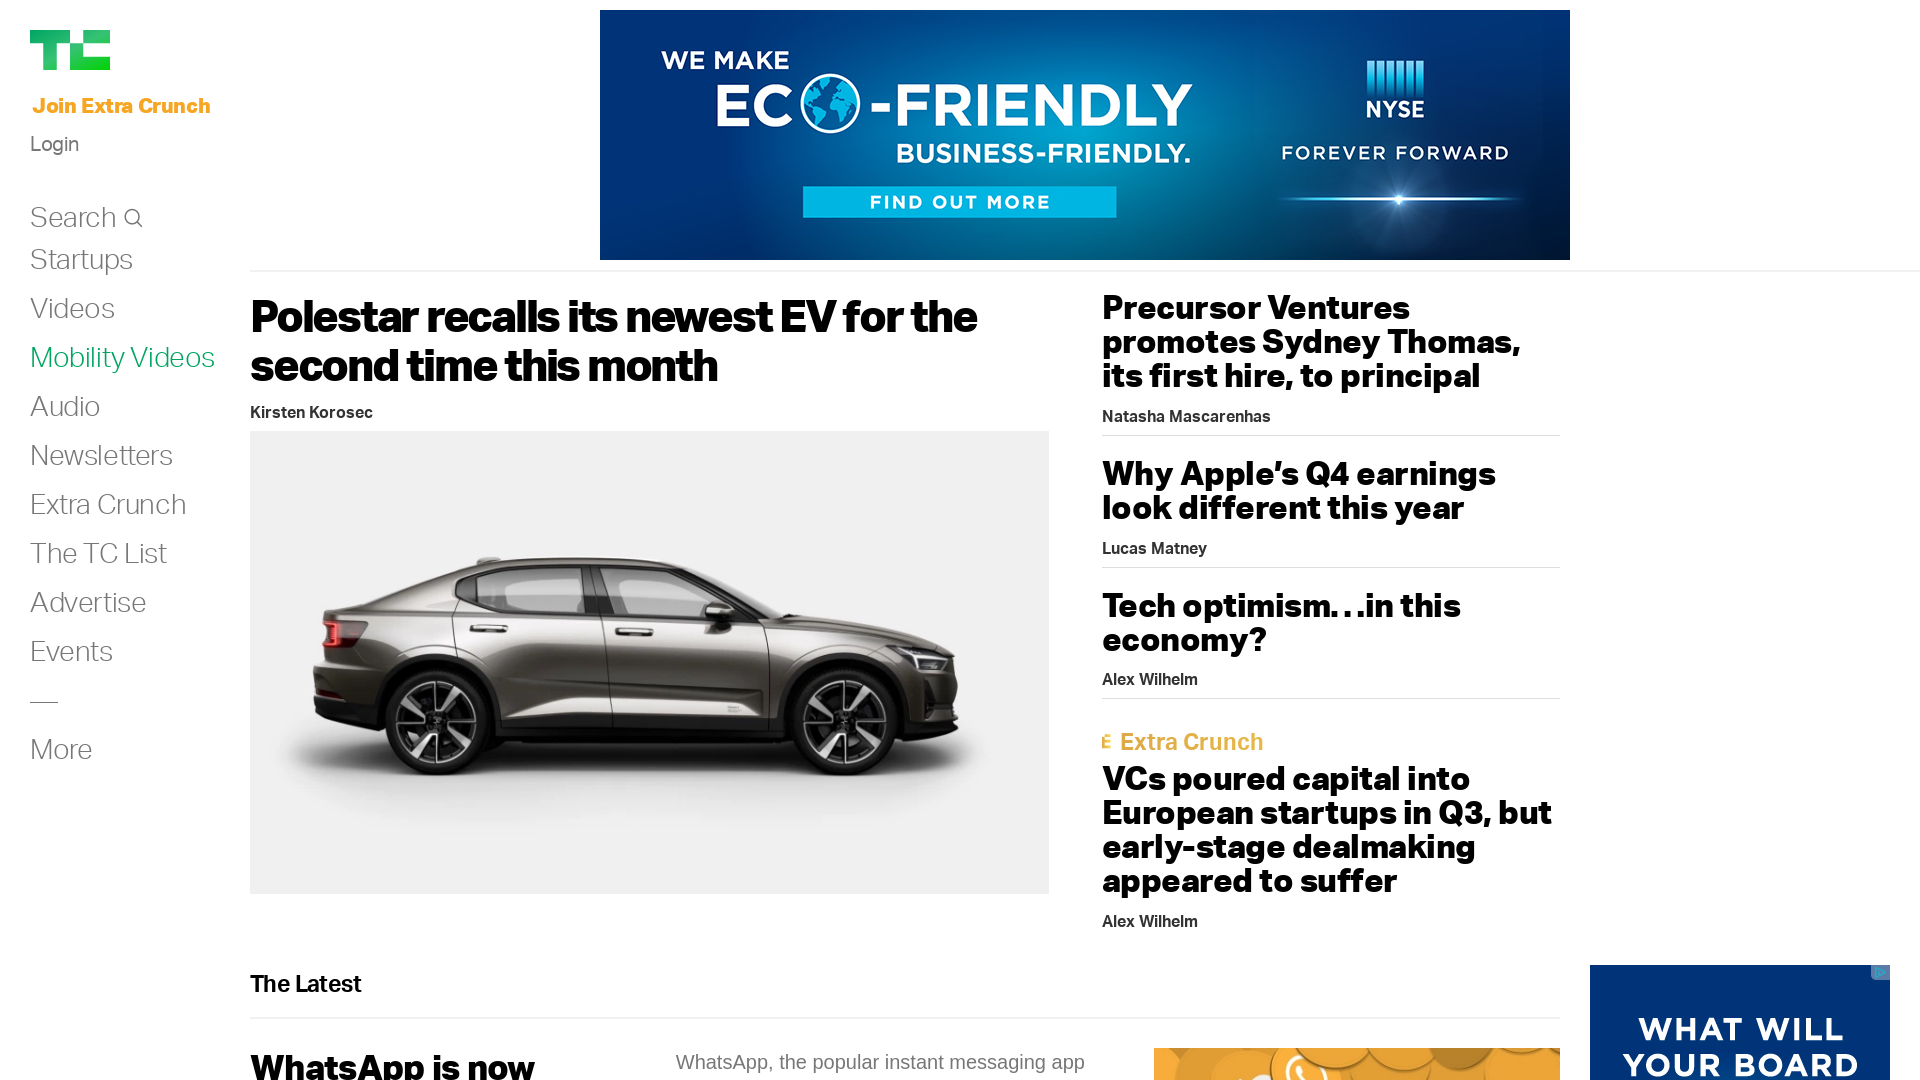 TC
Join Extra Crunch
Login
Search
Startups
Videos
Mobility Videos
Audio
Newsletters
Extra Crunch
The TC List
Advertise
Events
—
More
WE MAKE
ECO-FRIENDLY
BUSINESS-FRIENDLY.
FIND OUT MORE
NYSE
FOREVER FORWARD
Polestar recalls its newest EV for the
second time this month
Kirsten Korosec
Precursor Ventures
promotes Sydney Thomas,
its first hire, to principal
Natasha Mascarenhas
Why Apple’s Q4 earnings
look different this year
Lucas Matney
Tech optimism…in this
economy?
Alex Wilhelm
Extra Crunch
VCs poured capital into
European startups in Q3, but
early-stage dealmaking
appeared to suffer
Alex Wilhelm
The Latest
WhatsApp is now
WhatsApp, the popular instant messaging app
WHAT WILL
YOUR BOARD